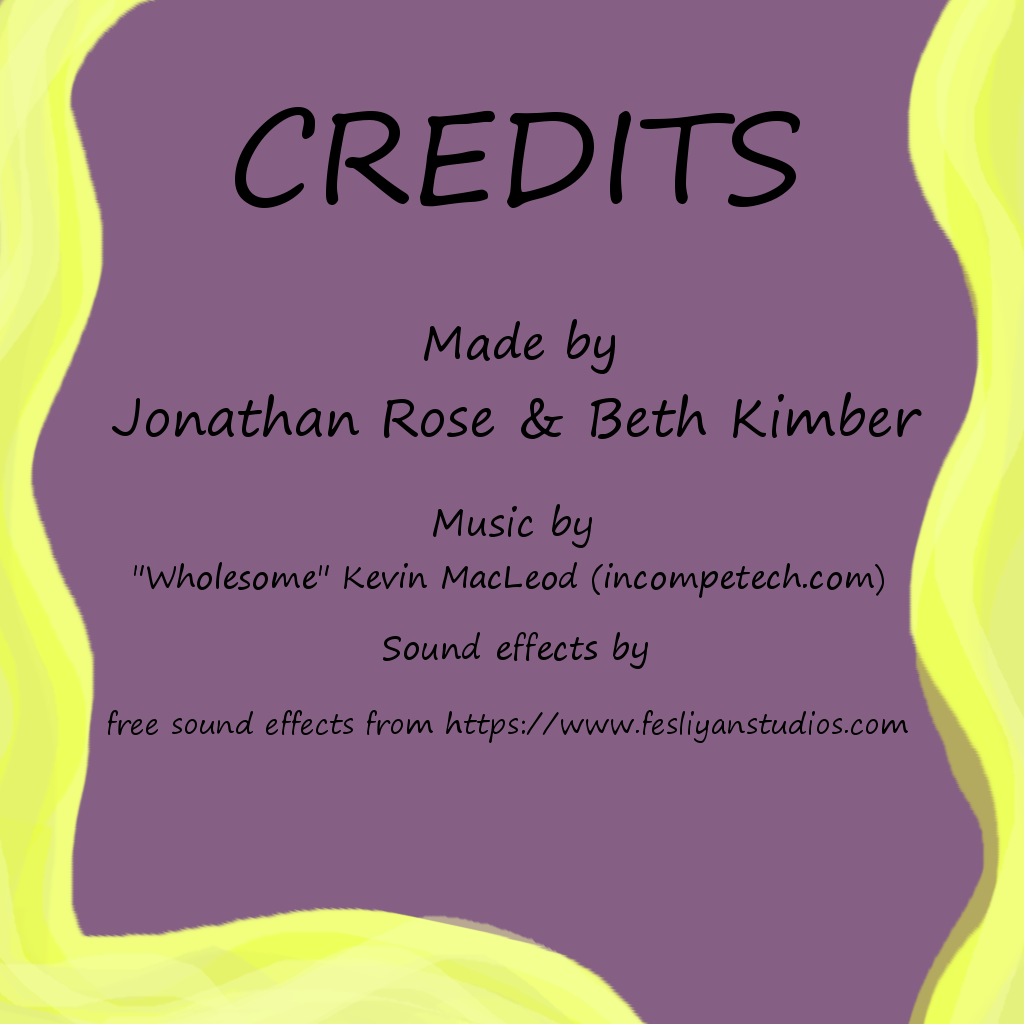 CREDITS
Made by
Jonathan Rose & Beth Kimber
Music by
"Wholesome" Kevin MacLeod (incompetech.com)
Sound effects by
free sound effects from https://www.fesliyanstudios.com